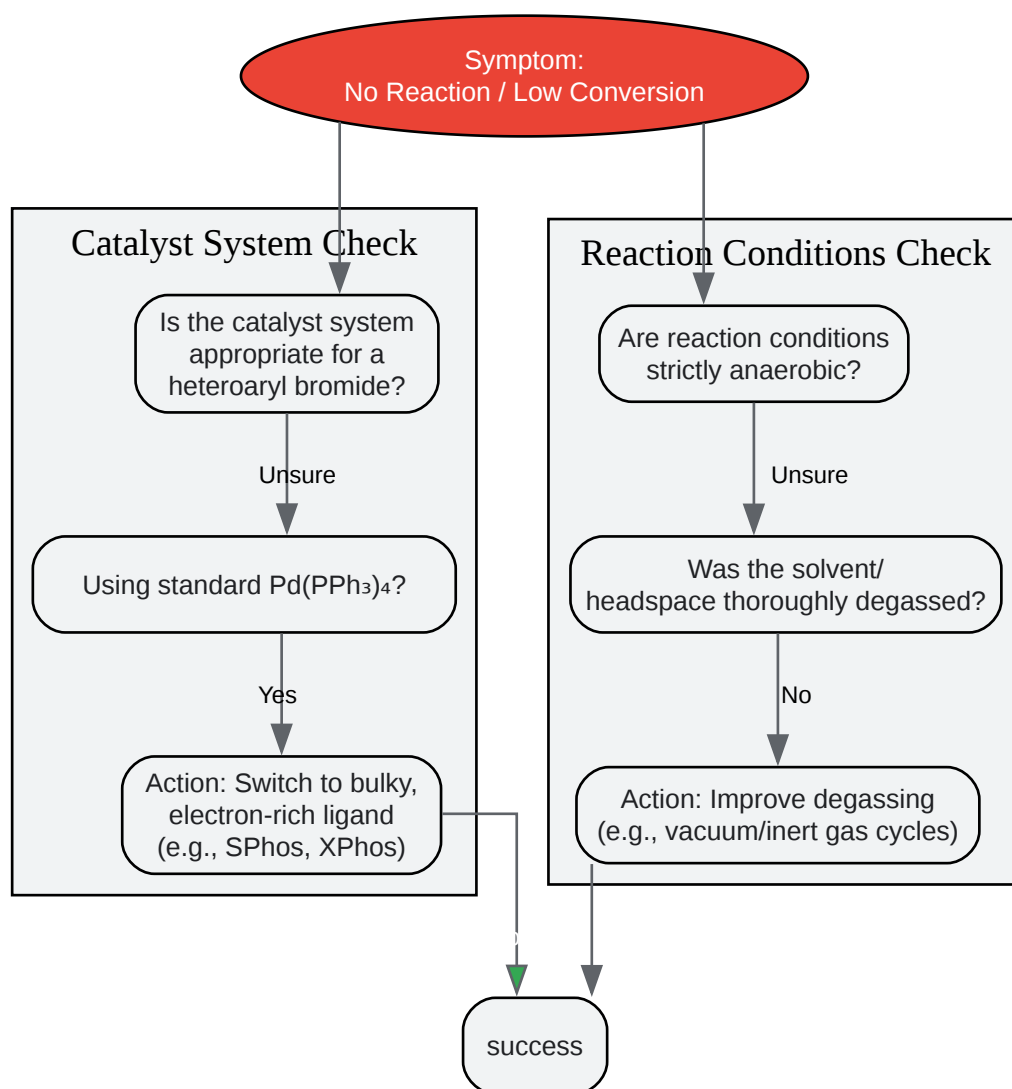 Symptom:
No Reaction / Low Conversion
Catalyst System Check
Is the catalyst system
appropriate for a
heteroaryl bromide?
Unsure
Using standard Pd(PPh₃)₄?
Yes
Action: Switch to bulky,
electron-rich ligand
(e.g., SPhos, XPhos)
Reaction Conditions Check
Are reaction conditions
strictly anaerobic?
Unsure
Was the solvent/
headspace thoroughly degassed?
No
Action: Improve degassing
(e.g., vacuum/inert gas cycles)
success